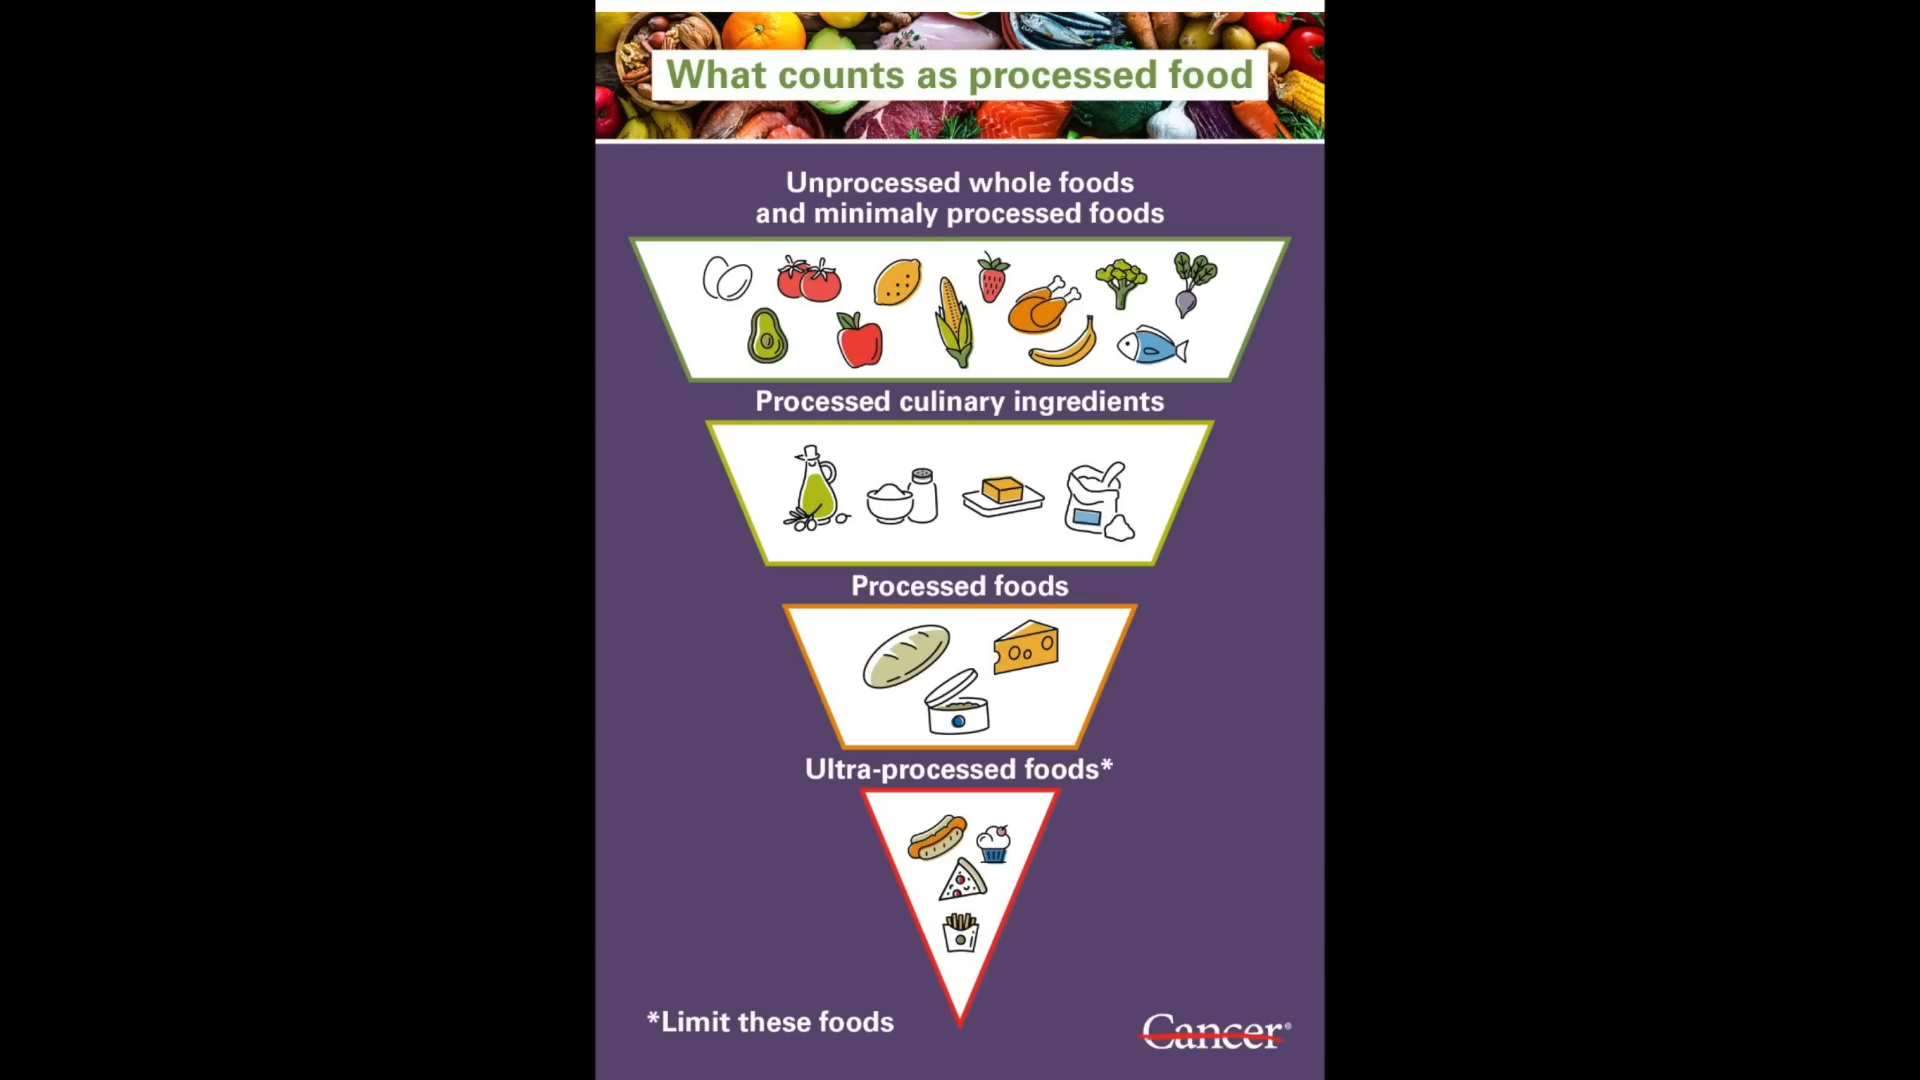 What counts as processed food
Unprocessed whole foods
and minimaly processed foods
Processed culinary ingredients
Processed foods
Ultra-processed foods*
*Limit these foods
Cancer®